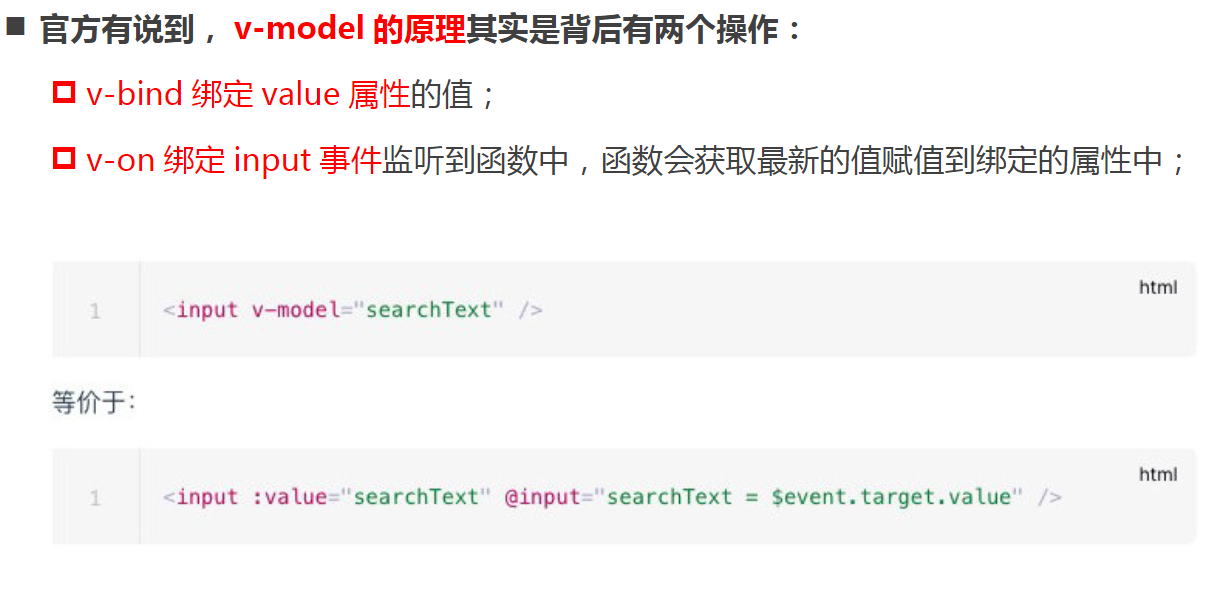 官方有说到，v-model 的原理其实是背后有两个操作：
v-bind 绑定 value 属性的值；
v-on 绑定 input 事件监听到函数中，函数会获取最新的值赋值到绑定的属性中；
html
1 <input v-model="searchText" />
等价于：
html
1 <input :value="searchText" @input="searchText = $event.target.value" />